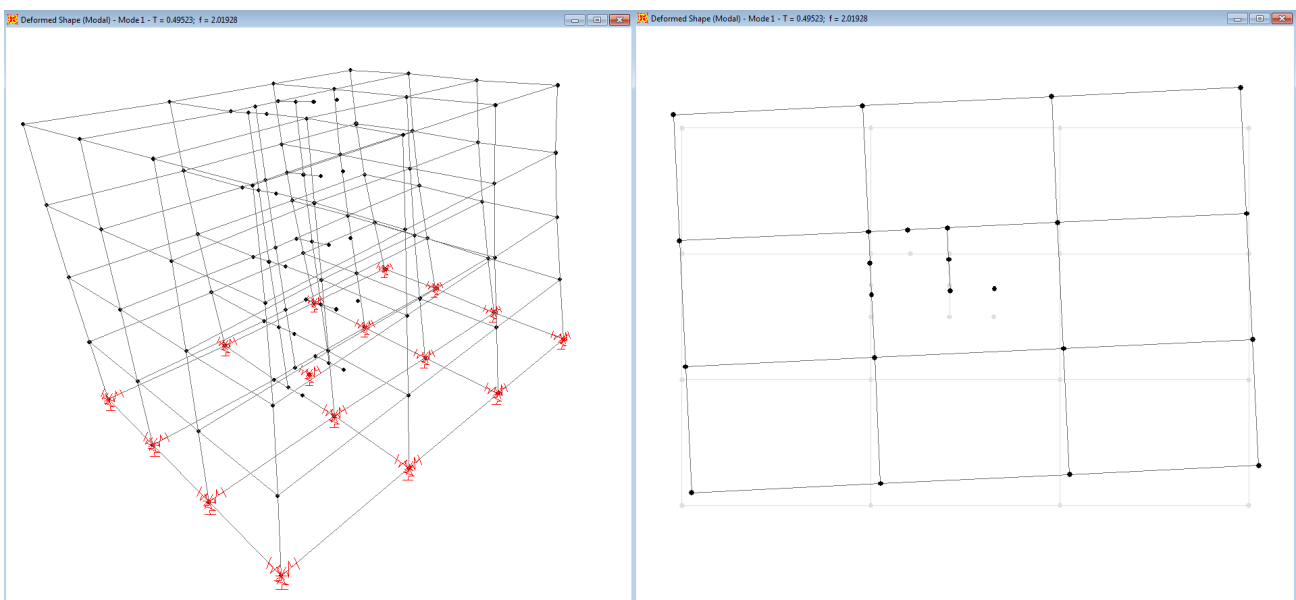 Deformed Shape (Modal) - Mode 1 - T = 0.49523; f = 2.01928
Deformed Shape (Modal) - Mode 1 - T = 0.49523; f = 2.01928